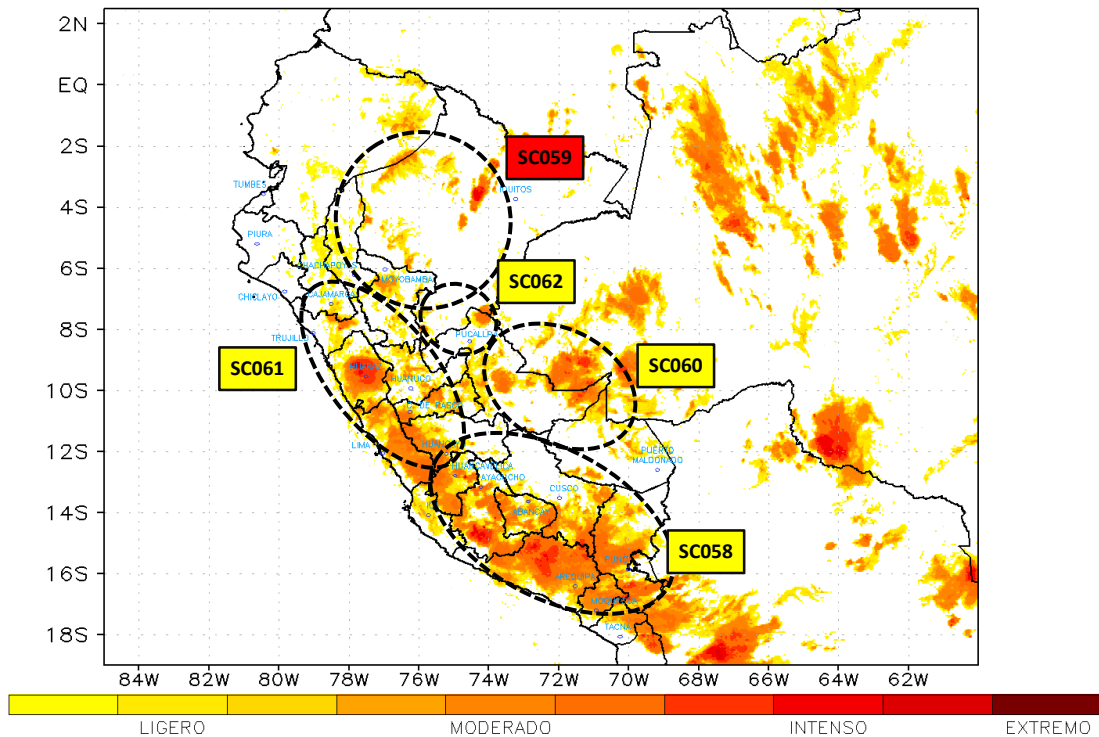 2N
EQ
2S
4S
6S
8S
10S
12S
14S
16S
18S
SC059
IQUITOS
TUMBES
PIURA
CHACHAPOYAS
MOYOBAMBA
SC062
CHICLAYO
CAJAMARCA
TRUJILLO
PUCALLPA
SC061
SC060
HUARAZ
HUANUCO
DE PASCO
LIMA
HUANCAVELICA
AYACUCHO
PUERTO
MALDONADO
CUSCO
ABANCAY
SC058
PUNO
AREQUIPA
MOQUEGUA
TACNA
84W 82W 80W 78W 76W 74W 72W 70W 68W 66W 64W 62W
LIGERO MODERADO INTENSO EXTREMO